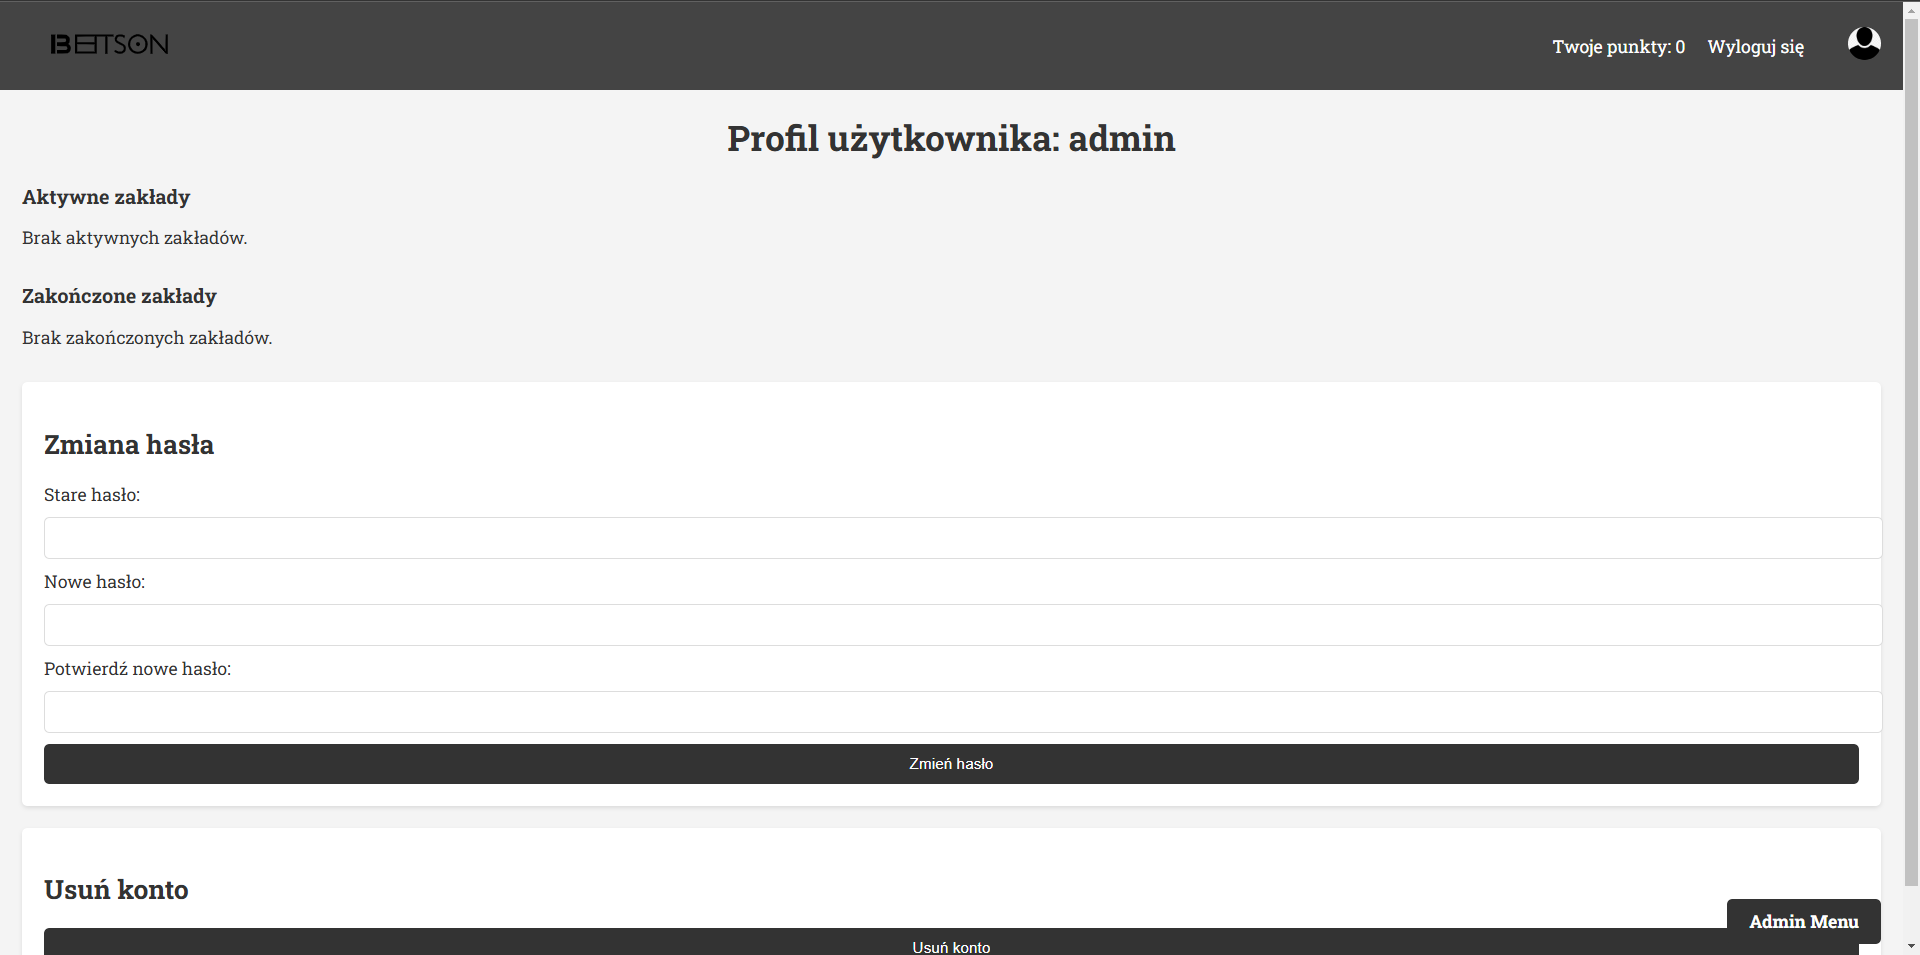 BETSON
Twoje punkty: 0 Wyloguj się
Profil użytkownika: admin
Aktywne zakłady
Brak aktywnych zakładów.
Zakończone zakłady
Brak zakończonych zakładów.
Zmiana hasła
Stare hasło:
Nowe hasło:
Potwierdź nowe hasło:
Zmień hasło
Usuń konto
Admin Menu
Usuń konto